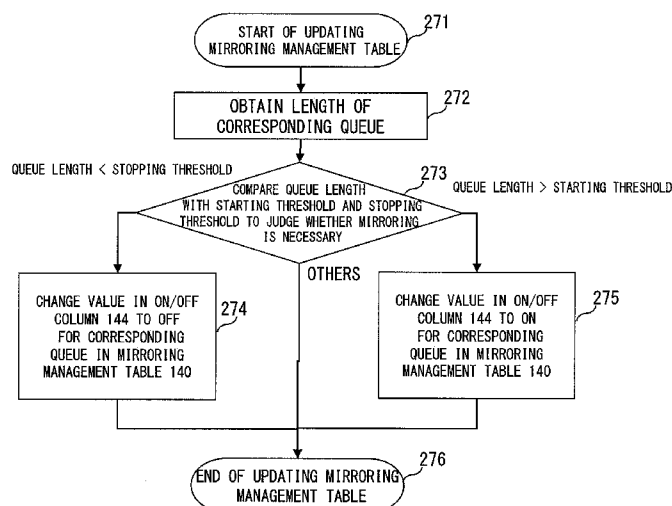 START OF UPDATING
MIRRORING MANAGEMENT
TABLE
271
OBTAIN LENGTH OF
CORRESPONDING QUEUE
272
QUEUE LENGTH < STOPPING THRESHOLD
273
COMPARE QUEUE LENGTH
WITH STARTING THRESHOLD AND STOPPING
THRESHOLD TO JUDGE WHETHER MIRRORING
IS NECESSARY
QUEUE LENGTH > STARTING THRESHOLD
OTHERS
CHANGE VALUE IN ON/OFF
COLUMN 144 TO OFF
FOR CORRESPONDING
QUEUE IN MIRRORING
MANAGEMENT TABLE 140
274
CHANGE VALUE IN ON/OFF
COLUMN 144 TO ON
FOR CORRESPONDING
QUEUE IN MIRRORING
MANAGEMENT TABLE 140
275
END OF UPDATING MIRRORING
MANAGEMENT TABLE
276